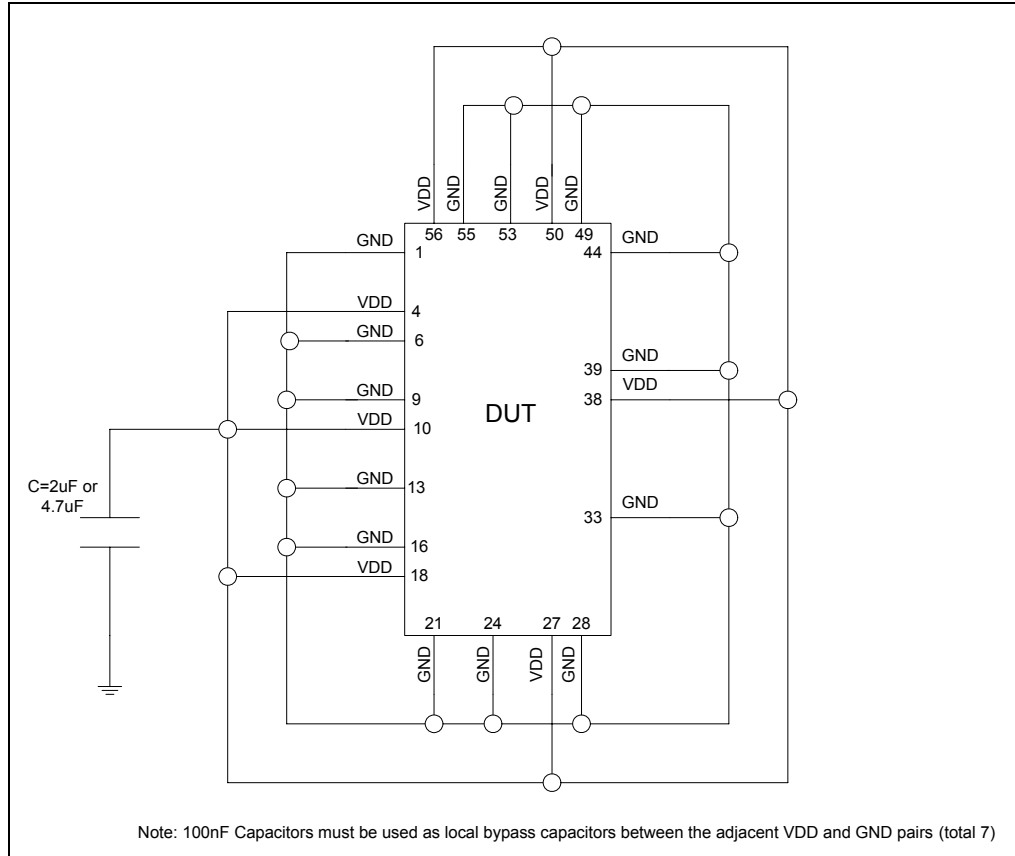 VDD
GND
GND
VDD
GND
56 55 53 50 49
GND 1
44 GND
VDD 4
GND 6
39 GND
38 VDD
GND 9
DUT
VDD 10
C=2uF or
4.7uF
GND 13
33 GND
GND 16
VDD 18
21 24 27 28
GND
GND
VDD
GND
Note: 100nF Capacitors must be used as local bypass capacitors between the adjacent VDD and GND pairs (total 7)